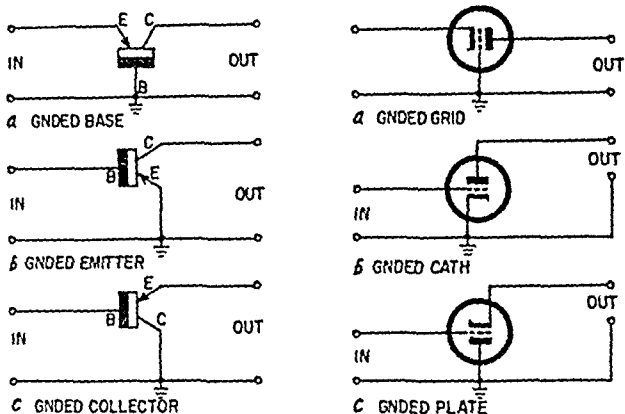 E C
IN OUT
B
a GNDED BASE
C
B E
IN OUT
b GNDED EMITTER
E
B C
IN OUT
c GNDED COLLECTOR
IN OUT
a GNDED GRID
OUT
IN
b GNDED CATH
OUT
IN
c GNDED PLATE